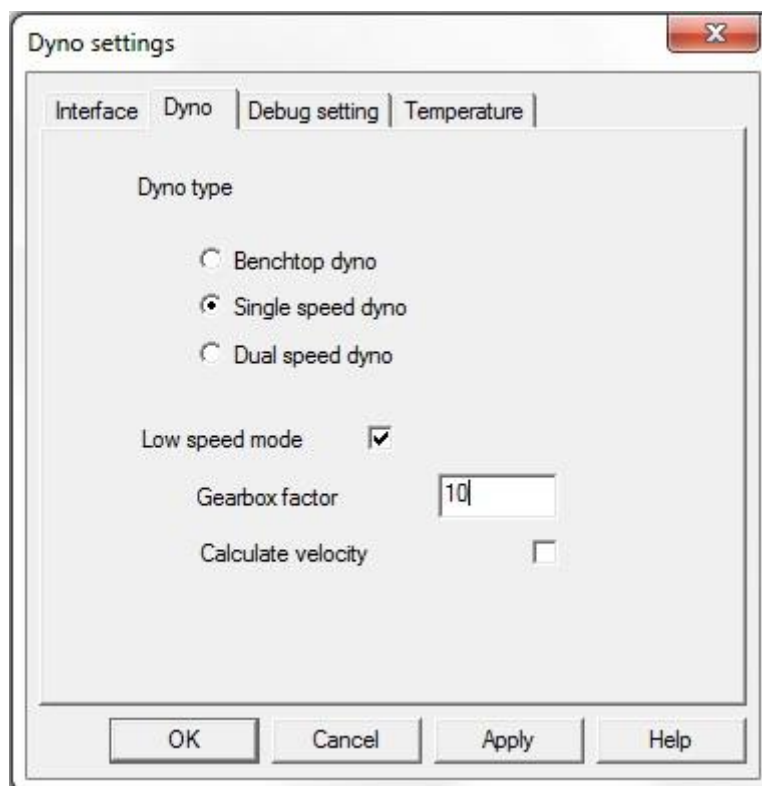 Dyno settings
Interface Dyno Debug setting Temperature
Dyno type
Benchtop dyno
Single speed dyno
Dual speed dyno
Low speed mode
Gearbox factor 10
Calculate velocity
OK Cancel Apply Help